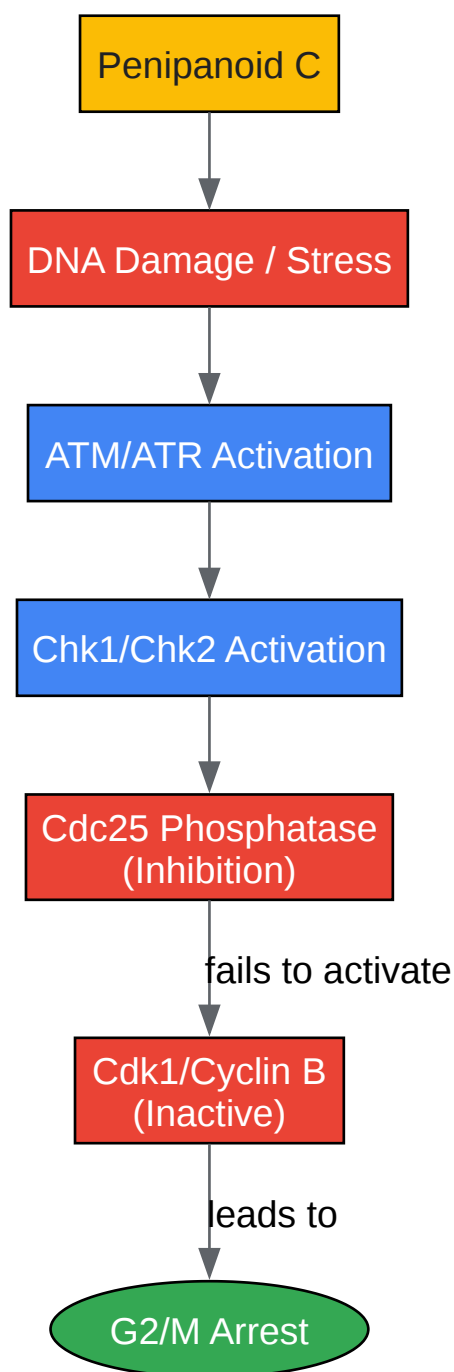 Penipanoid C
DNA Damage / Stress
ATM/ATR Activation
Chk1/Chk2 Activation
Cdc25 Phosphatase
(Inhibition)
fails to activate
Cdk1/Cyclin B
(Inactive)
leads to
G2/M Arrest